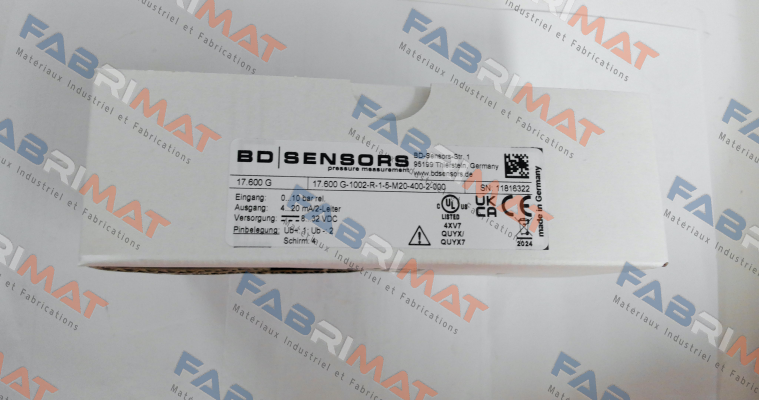 BD|SENSORS
pressure measurement
BD-Sensors-Str. 1
95199 Thierstein, Germany
www.bdsensors.de
17.600 G
17.600 G-1002-R-1-5-M20-400-2-000
SN: 11816322
Eingang: 0...10 bar rel.
Ausgang: 4...20 mA/2-Leiter
Versorgung: 8...32 VDC
Pinbelegung: Ub+ 1; Ub- 2
Schirm: 4
C UL US
LISTED
4XV7
QUYX/
QUYX7
UK
CA
CE
2024
made in Germany
FABRIMAT
Matériaux Industriel et Fabrications